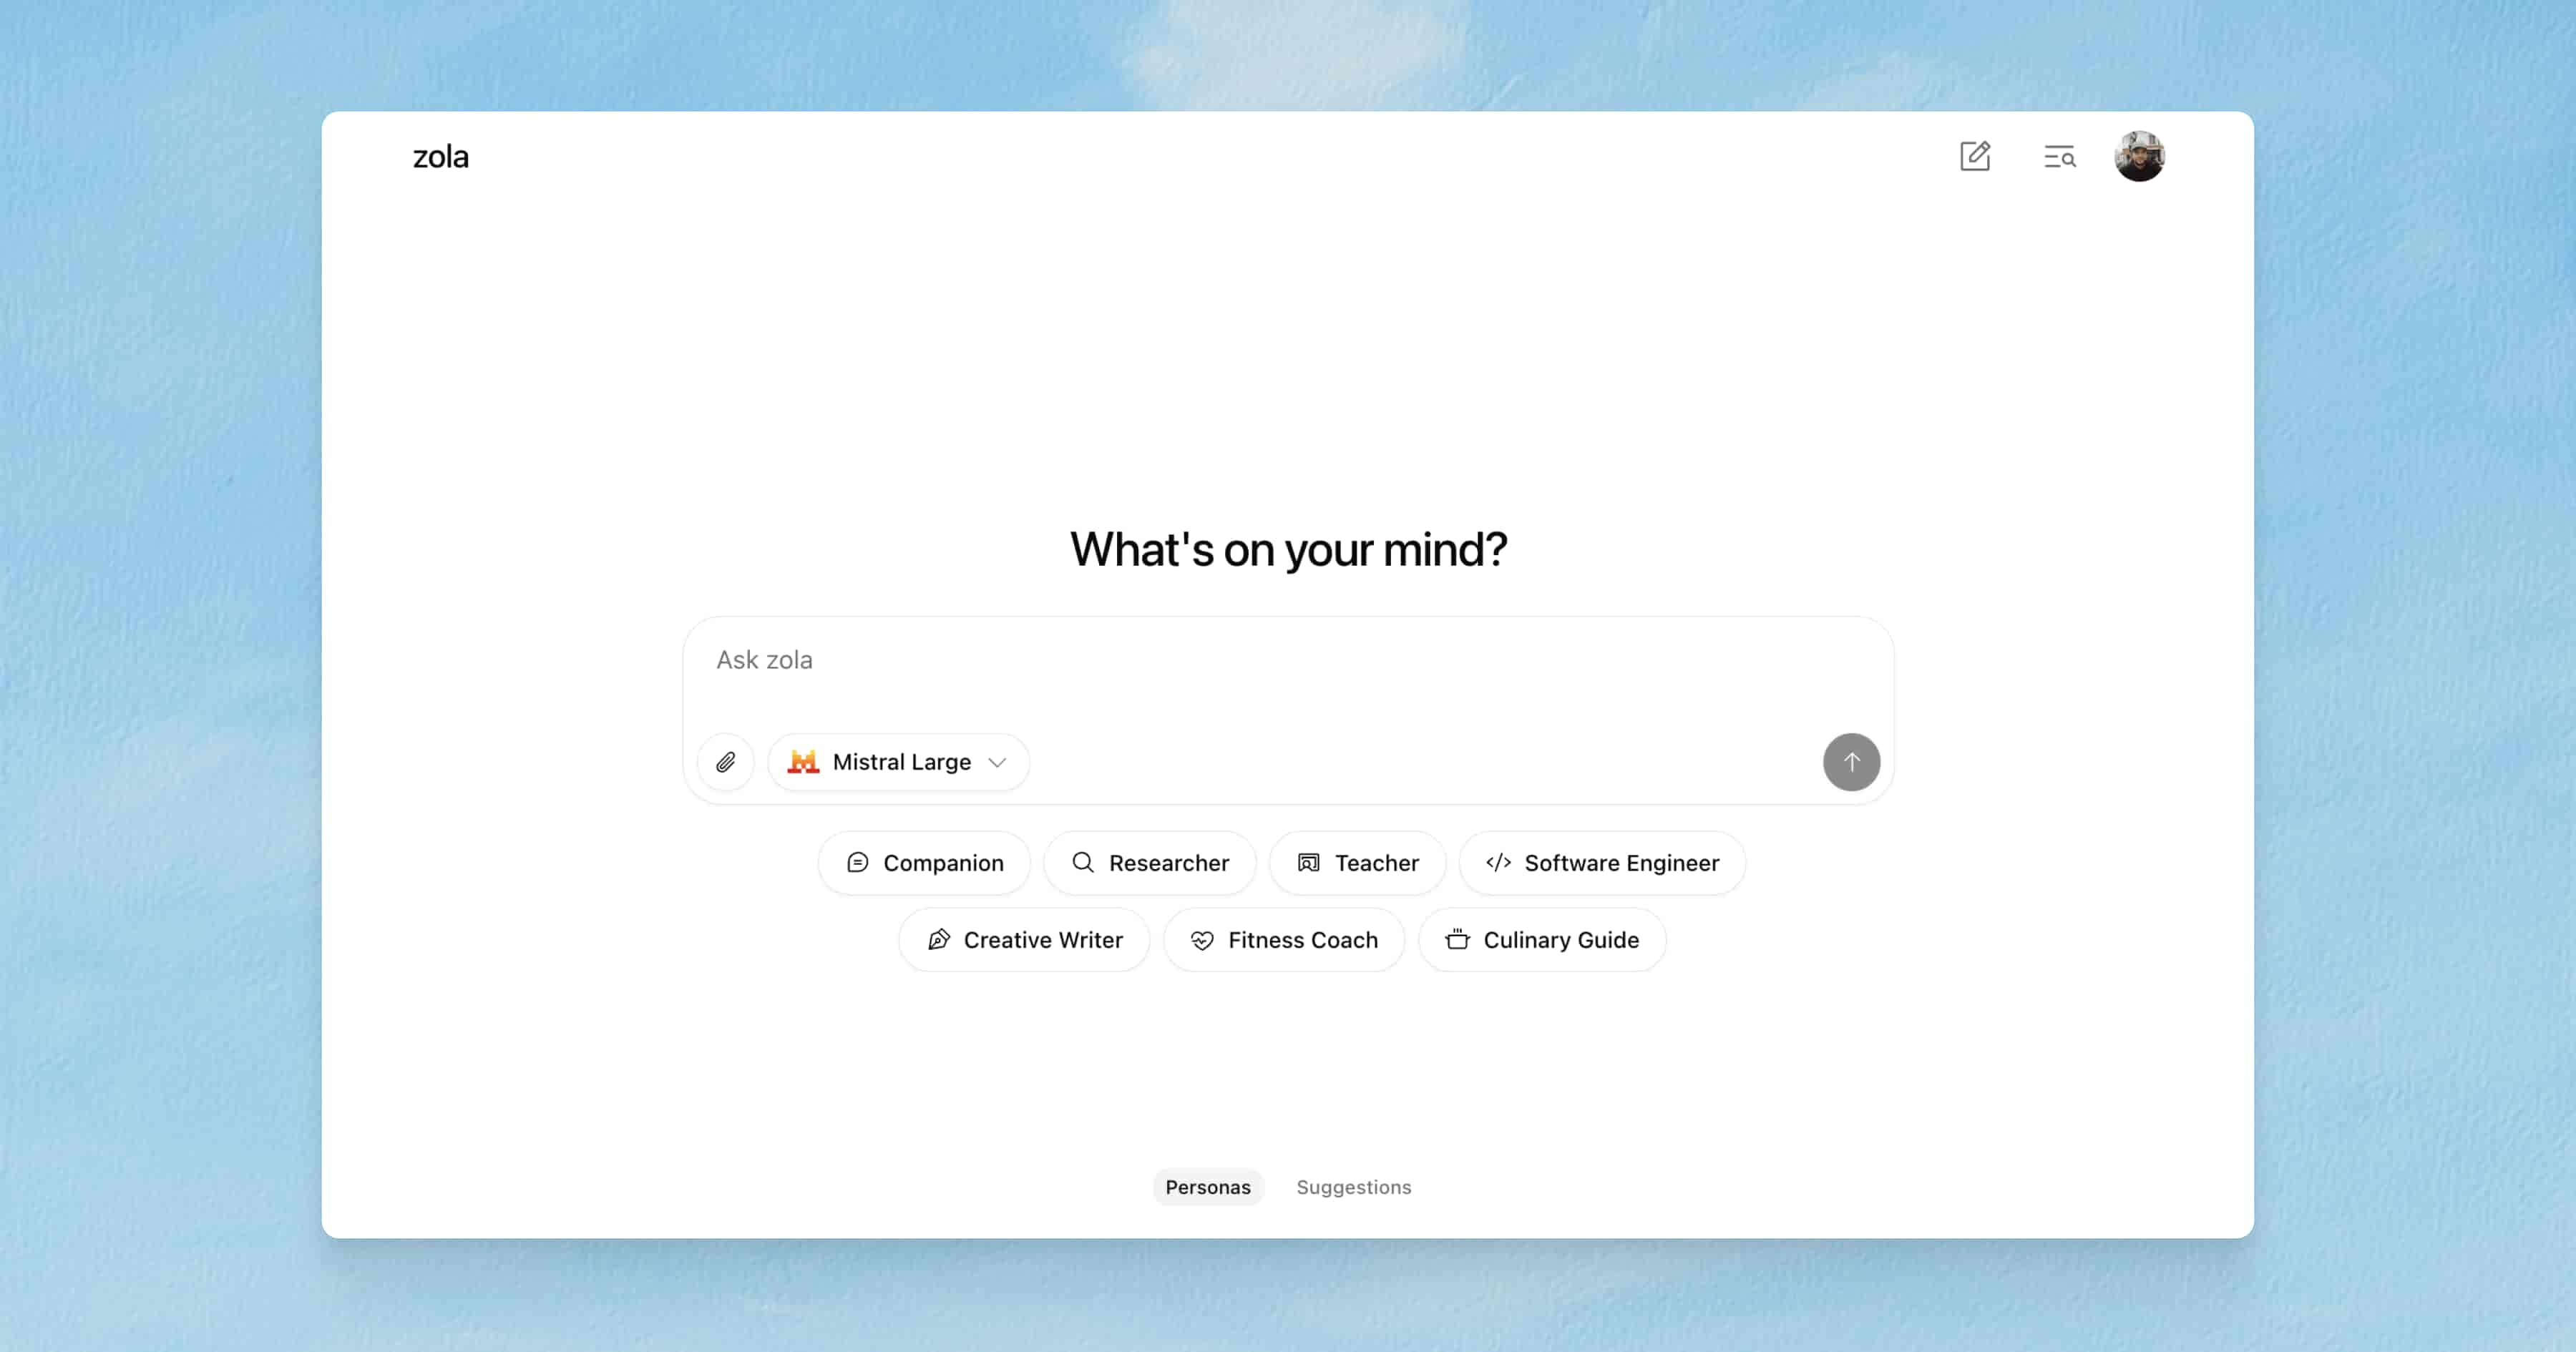 zola
What's on your mind?
Ask zola
Mistral Large
Companion Researcher Teacher </> Software Engineer
Creative Writer Fitness Coach Culinary Guide
Personas Suggestions